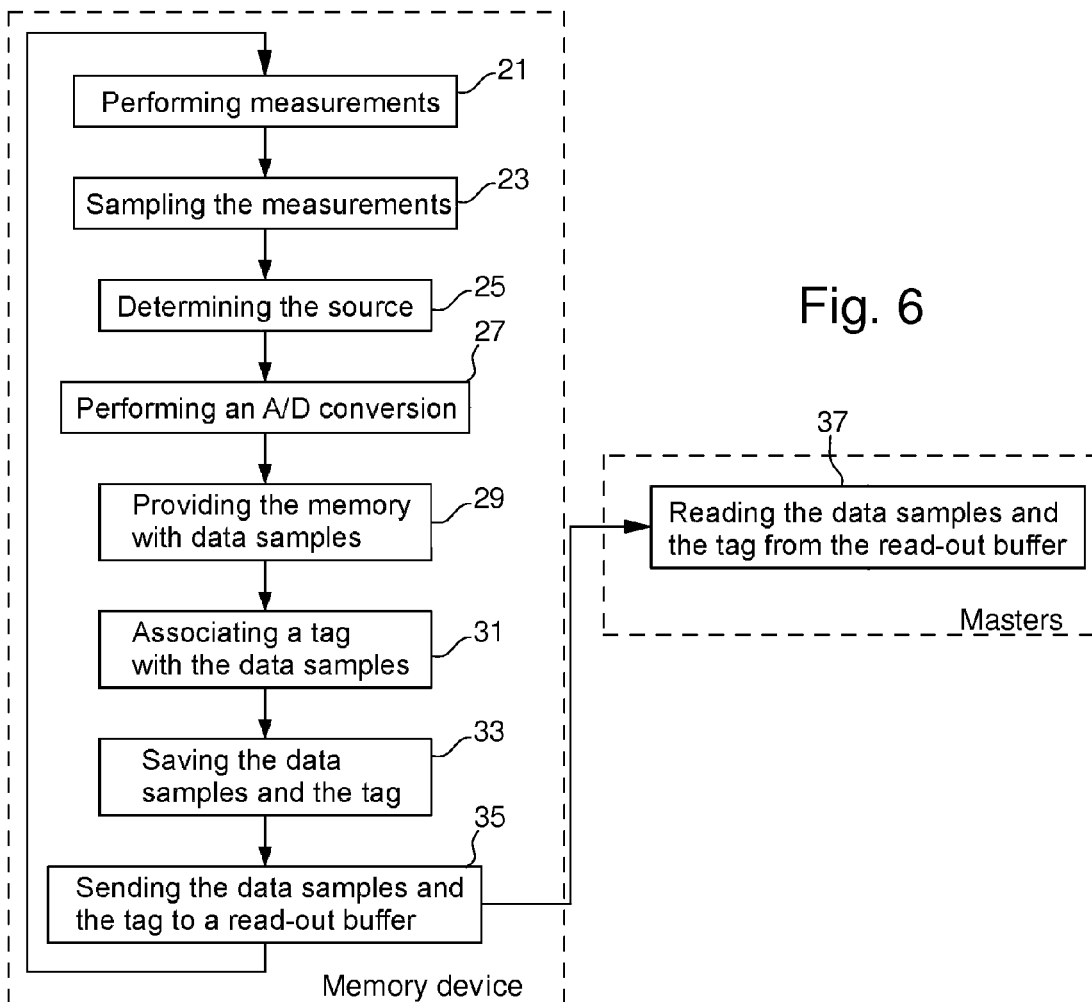 21
Performing measurements
23
Sampling the measurements
25
Determining the source
Fig. 6
27
Performing an A/D conversion
29
Providing the memory
with data samples
31
Associating a tag
with the data samples
33
Saving the data
samples and the tag
35
Sending the data samples and
the tag to a read-out buffer
Memory device
37
Reading the data samples and
the tag from the read-out buffer
Masters